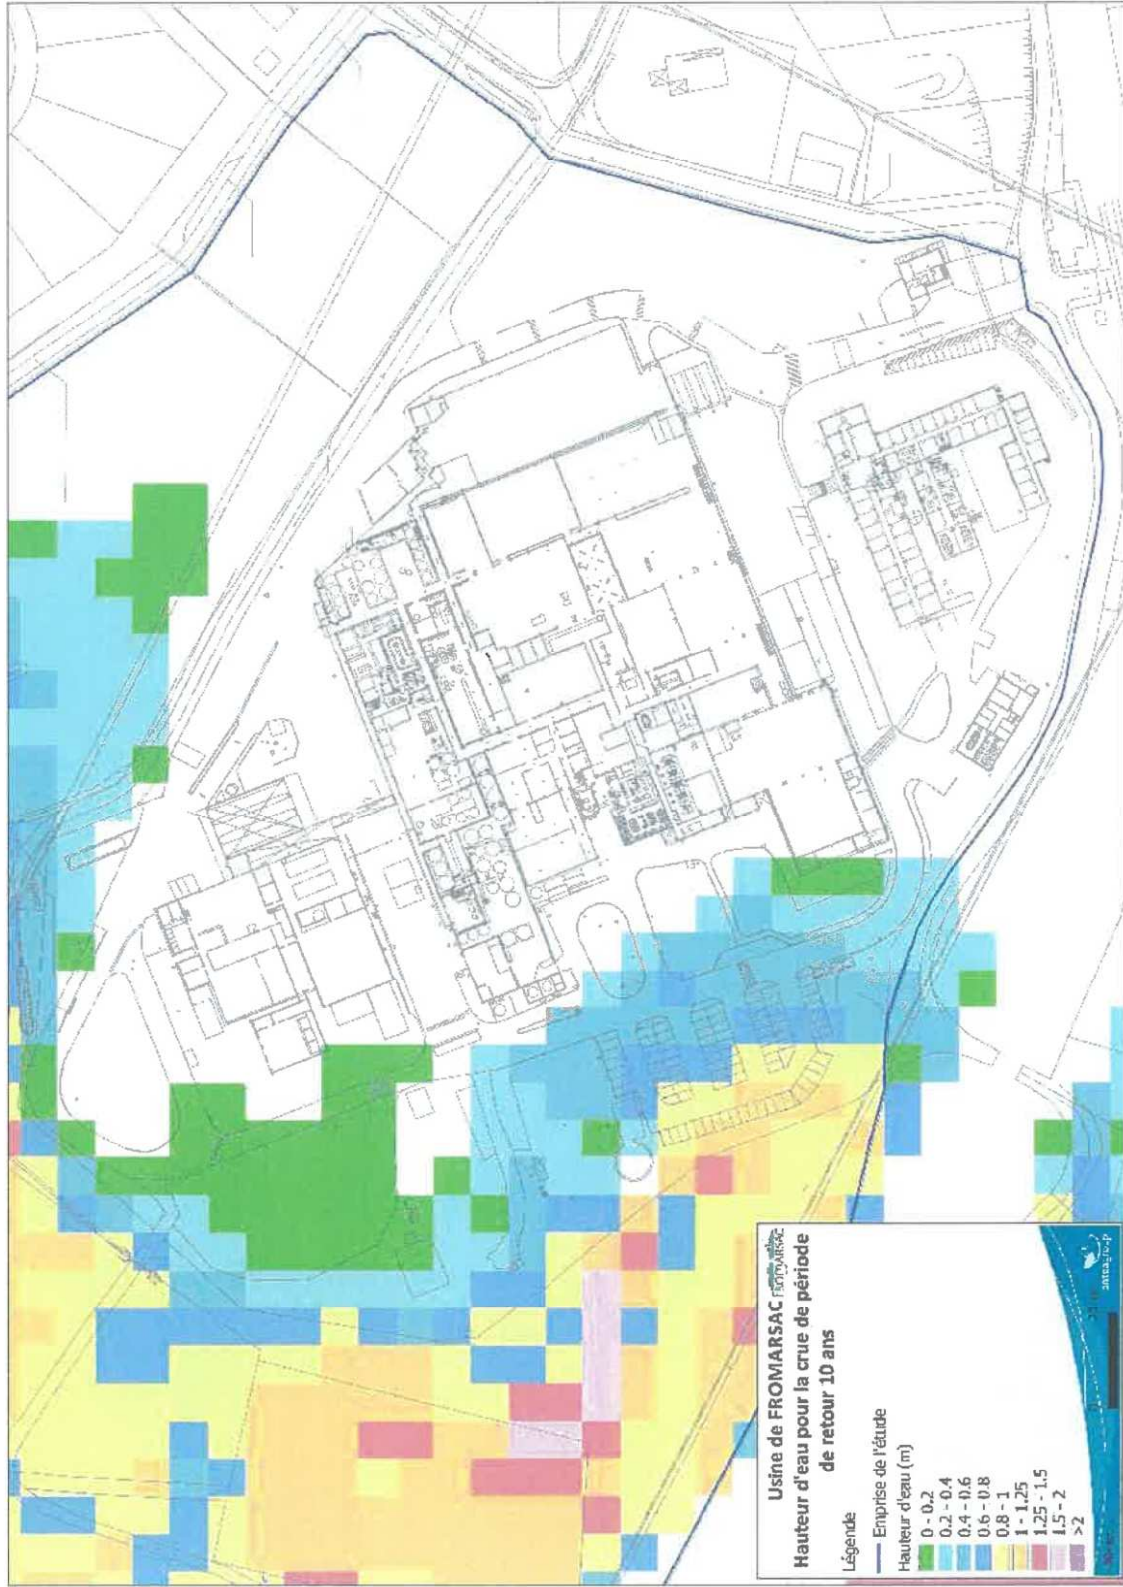 Usine de FROMARSAC FROMARSAC
Hauteur d'eau pour la crue de période
de retour 10 ans
Légende
Emprise de l'étude
Hauteur d'eau (m)
0 - 0.2
0.2 - 0.4
0.4 - 0.6
0.6 - 0.8
0.8 - 1
1 - 1.25
1.25 - 1.5
1.5 - 2
>2
anteagroup